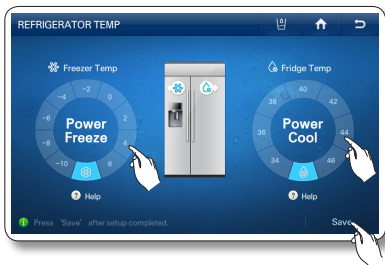 REFRIGERATOR TEMP
Freezer Temp
Fridge Temp
-4 -2 0 2 4 6 -10 -8 -6
Power
Freeze
38 40 42 44 46 34 36
Power
Cool
? Help
? Help
i Press 'Save' after setup completed.
Save